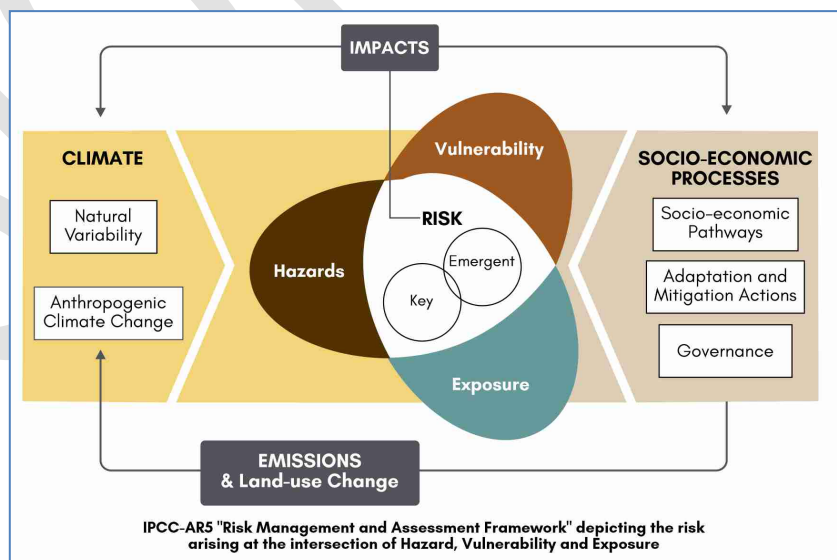 IMPACTS
CLIMATE
Natural
Variability
Anthropogenic
Climate Change
Vulnerability
Hazards
RISK
Emergent
Key
Exposure
SOCIO-ECONOMIC
PROCESSES
Socio-economic
Pathways
Adaptation and
Mitigation Actions
Governance
EMISSIONS
& Land-use Change
IPCC-AR5 "Risk Management and Assessment Framework" depicting the risk
arising at the intersection of Hazard, Vulnerability and Exposure